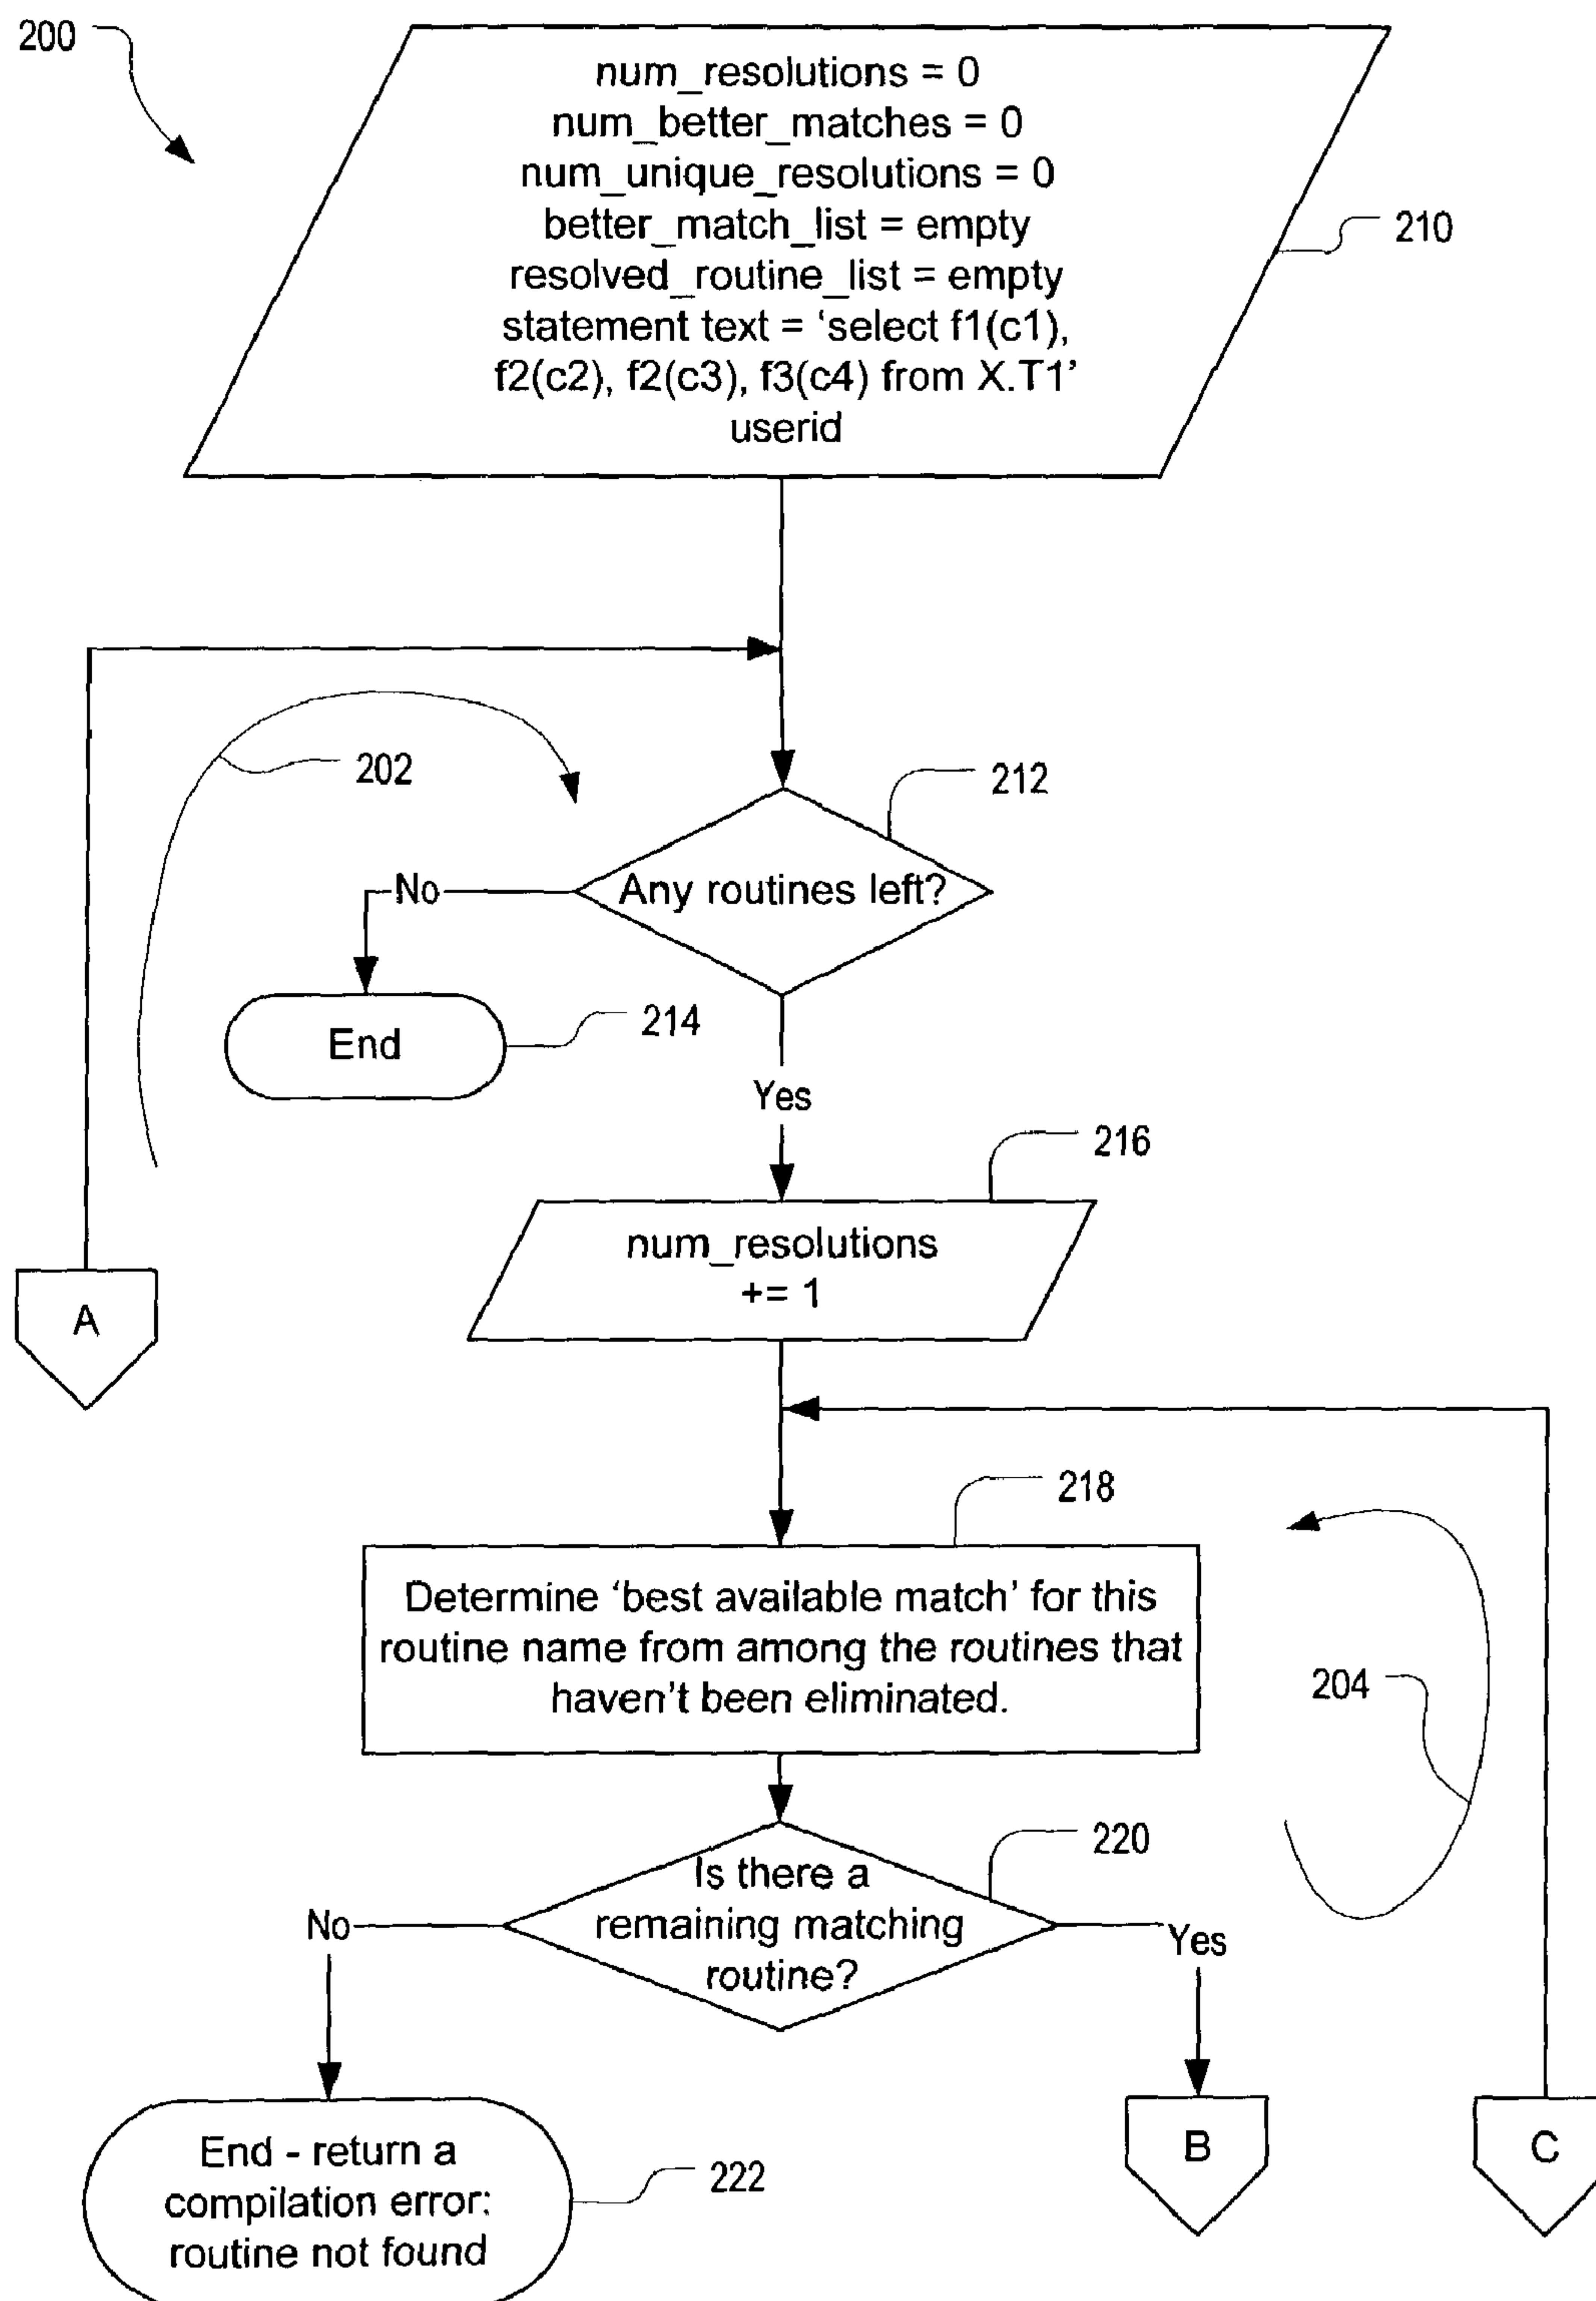 200
num_resolutions = 0
num_better_matches = 0
num_unique_resolutions = 0
better_match_list = empty
resolved_routine_list = empty
statement text = ‘select f1(c1),
f2(c2), f2(c3), f3(c4) from X.T1’
userid
210
202
212
Any routines left?
No
End
214
Yes
216
num_resolutions
+= 1
A
218
Determine ‘best available match’ for this
routine name from among the routines that
haven't been eliminated.
204
220
Is there a
remaining matching
routine?
No
Yes
End - return a
compilation error:
routine not found
222
B
C